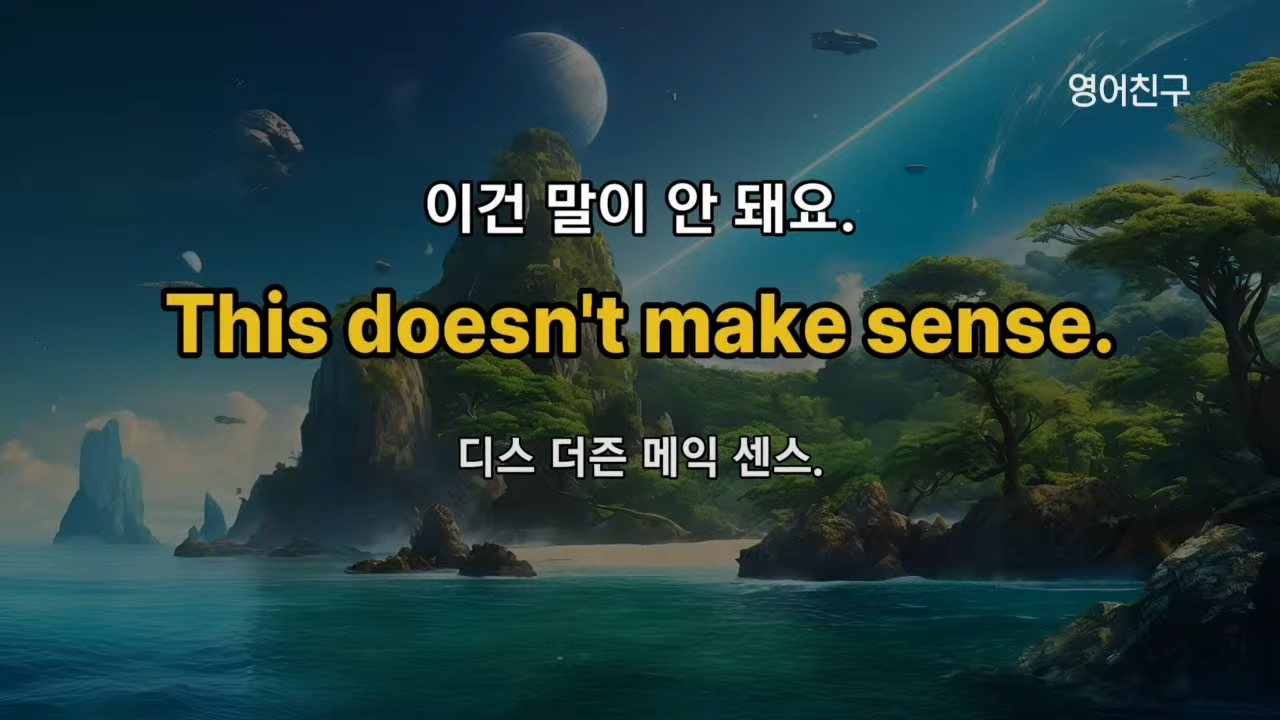 영어친구
이건 말이 안 돼요.
This doesn't make sense.
디스 더즌 메익 센스.